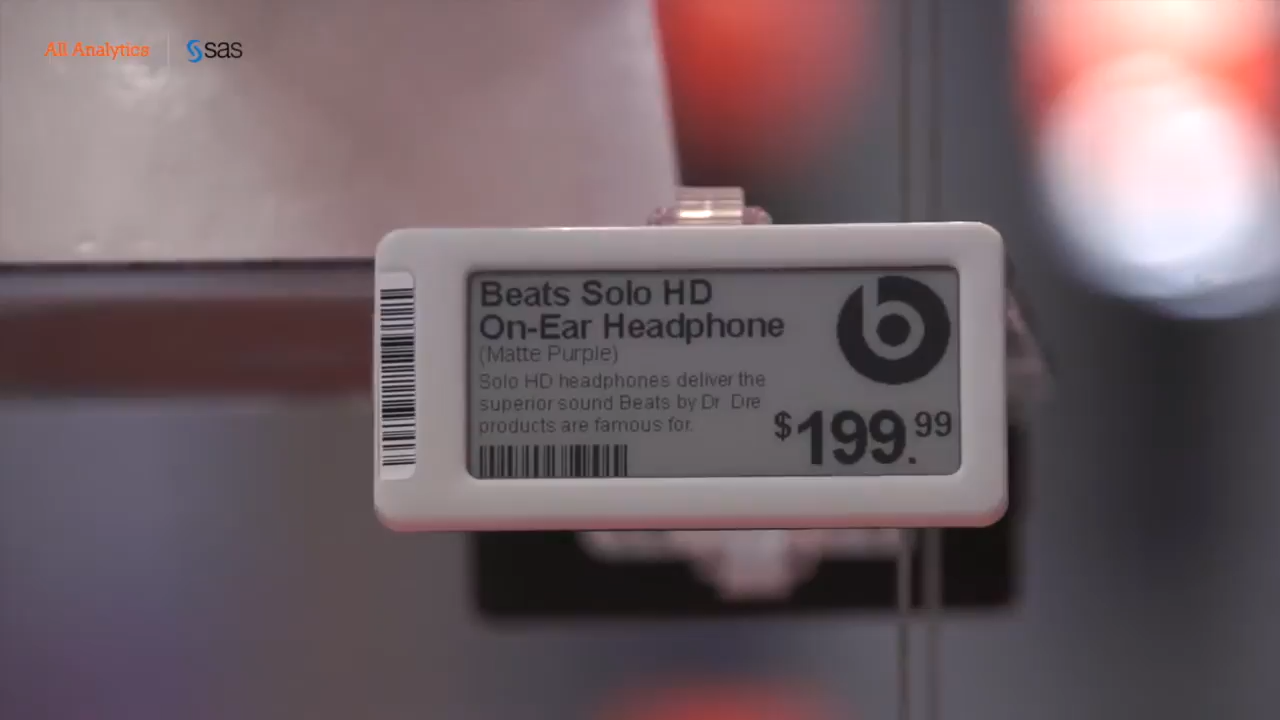 All Analytics
sas
Beats Solo HD
On-Ear Headphone
(Matte Purple)
Solo HD headphones deliver the
superior sound Beats by Dr Dre
products are famous for.
b
$199.99